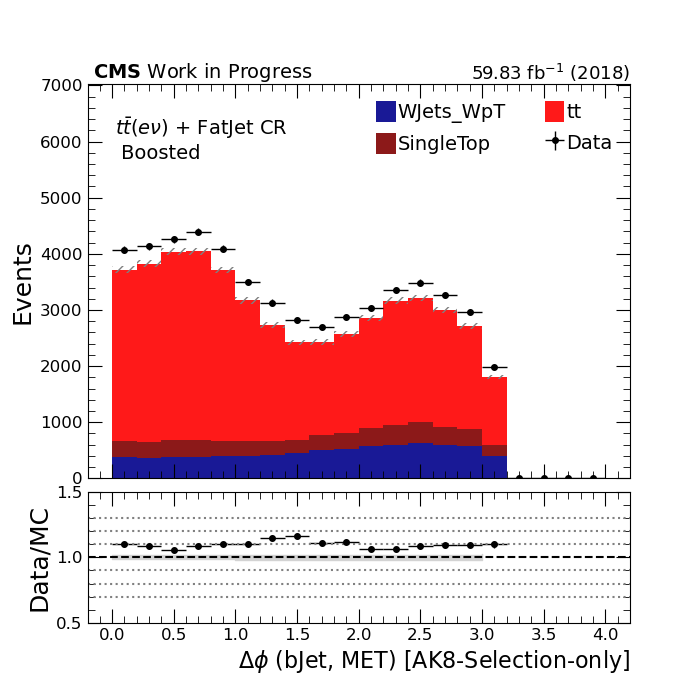 CMS Work in Progress 59.83 fb⁻¹ (2018)
7000
6000
5000
4000
3000
2000
1000
0
Events
tt̄(eν) + FatJet CR
Boosted
WJets_WpT tt
SingleTop Data
1.5
1.0
0.5
Data/MC
0.0 0.5 1.0 1.5 2.0 2.5 3.0 3.5 4.0
Δϕ (bJet, MET) [AK8-Selection-only]